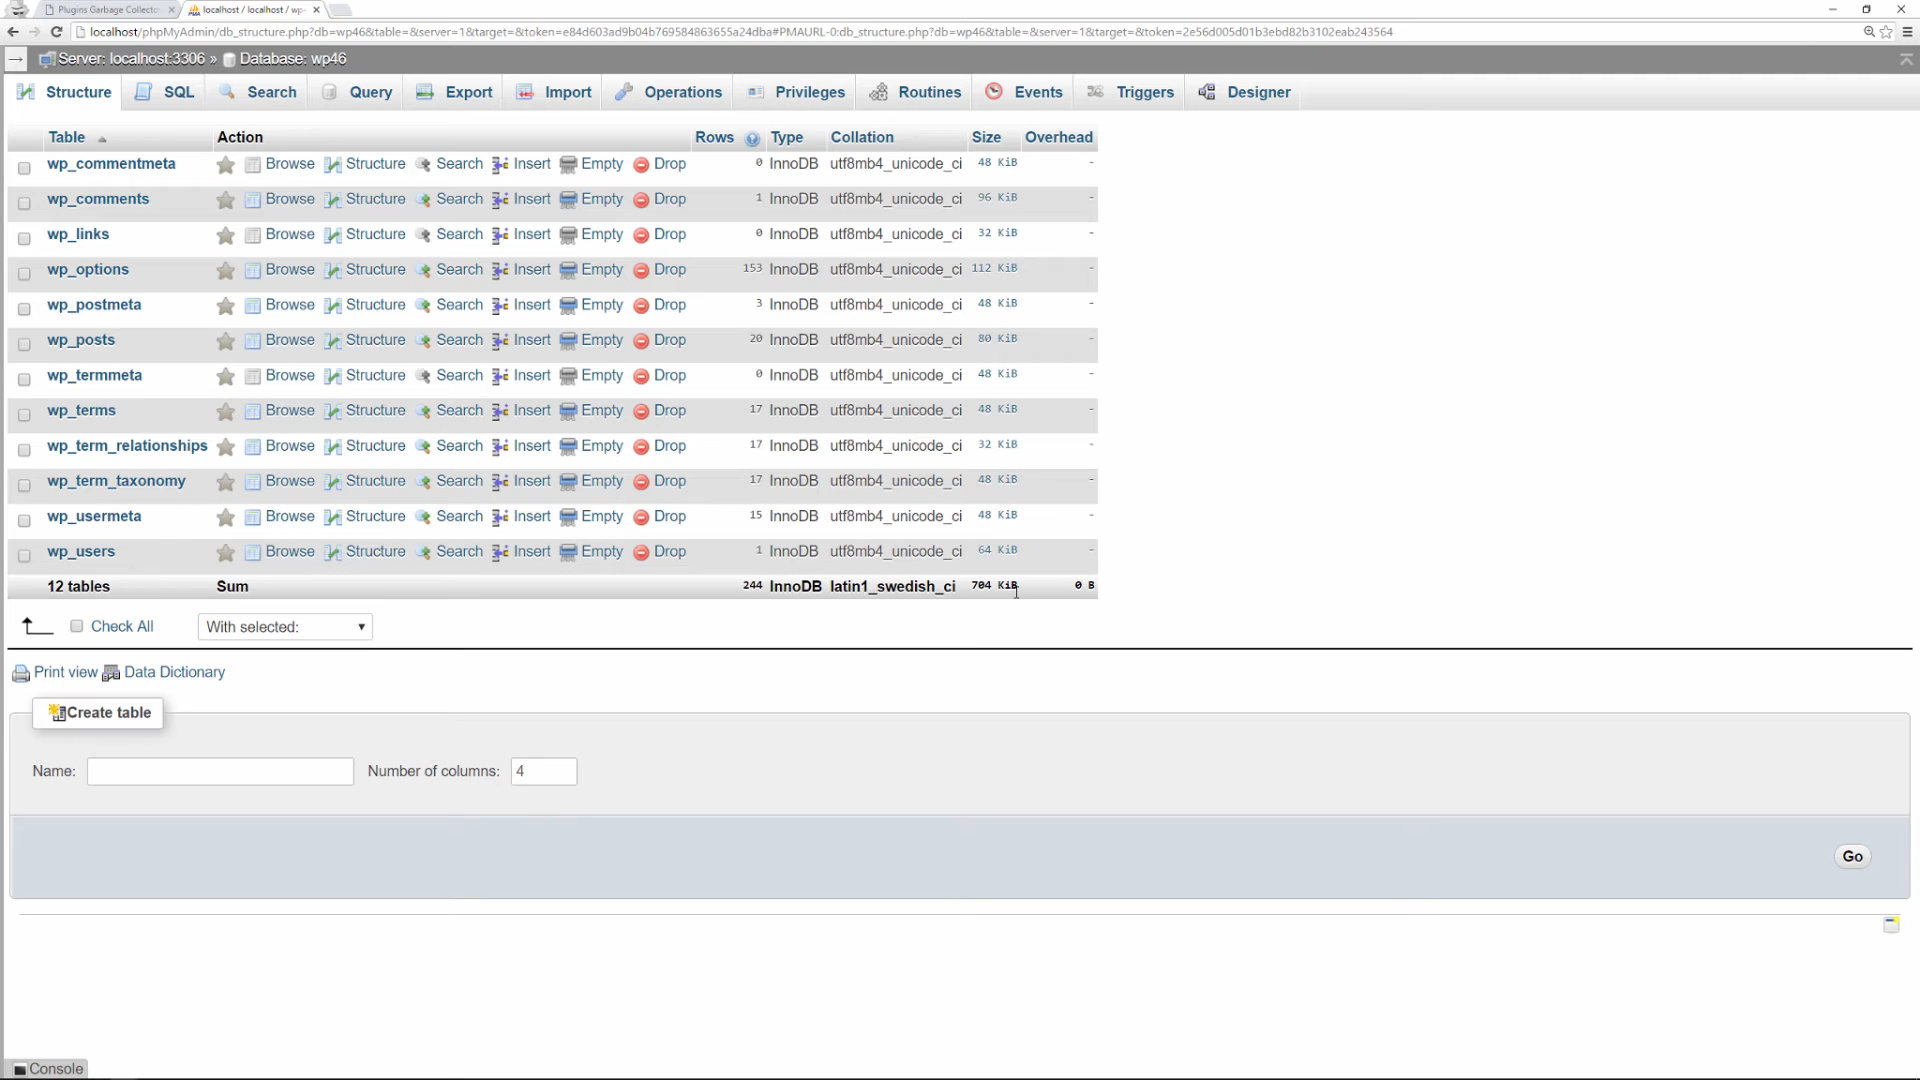 Plugins Garbage Collecto
localhost / localhost / wp-
localhost/phpMyAdmin/db_structure.php?db=wp46&table=&server=1&target=&token=e84d603ad9b04b769584863655a24dba#PMAURL-0:db_structure.php?db=wp46&table=&server=1&target=&token=2e56d005d01b3ebd82b3102eab243564
Server: localhost:3306 » Database: wp46
Structure SQL Search Query Export Import Operations Privileges Routines Events Triggers Designer
Table Action Rows Type Collation Size Overhead
wp_commentmeta Browse Structure Search Insert Empty Drop 0 InnoDB utf8mb4_unicode_ci 48 KiB -
wp_comments Browse Structure Search Insert Empty Drop 1 InnoDB utf8mb4_unicode_ci 96 KiB -
wp_links Browse Structure Search Insert Empty Drop 0 InnoDB utf8mb4_unicode_ci 32 KiB -
wp_options Browse Structure Search Insert Empty Drop 153 InnoDB utf8mb4_unicode_ci 112 KiB -
wp_postmeta Browse Structure Search Insert Empty Drop 3 InnoDB utf8mb4_unicode_ci 48 KiB -
wp_posts Browse Structure Search Insert Empty Drop 20 InnoDB utf8mb4_unicode_ci 80 KiB -
wp_termmeta Browse Structure Search Insert Empty Drop 0 InnoDB utf8mb4_unicode_ci 48 KiB -
wp_terms Browse Structure Search Insert Empty Drop 17 InnoDB utf8mb4_unicode_ci 48 KiB -
wp_term_relationships Browse Structure Search Insert Empty Drop 17 InnoDB utf8mb4_unicode_ci 32 KiB -
wp_term_taxonomy Browse Structure Search Insert Empty Drop 17 InnoDB utf8mb4_unicode_ci 48 KiB -
wp_usermeta Browse Structure Search Insert Empty Drop 15 InnoDB utf8mb4_unicode_ci 48 KiB -
wp_users Browse Structure Search Insert Empty Drop 1 InnoDB utf8mb4_unicode_ci 64 KiB -
12 tables Sum 244 InnoDB latin1_swedish_ci 704 KiB 0 B
Check All With selected:
Print view Data Dictionary
Create table
Name: Number of columns: 4
Go
Console